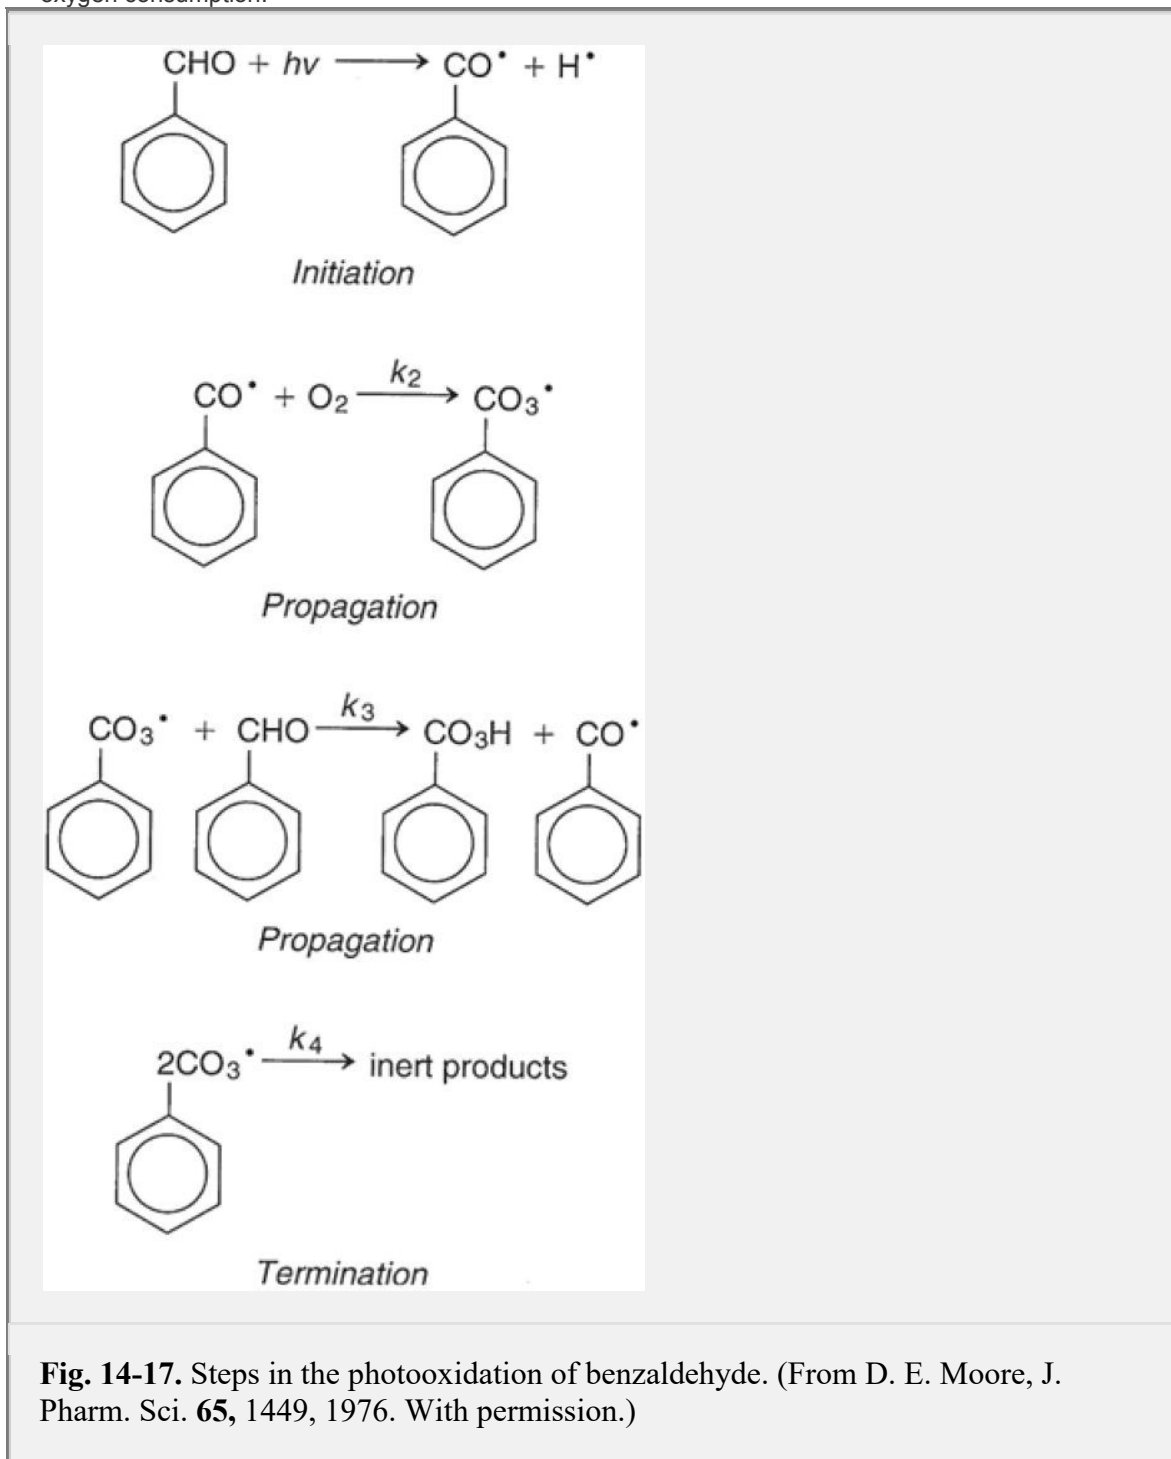 oxygen consumption.
CHO + hν ⟶ CO• + H•
Initiation
CO• + O2 k2 ⟶ CO3•
Propagation
CO3• + CHO k3 ⟶ CO3H + CO•
Propagation
2CO3• k4 ⟶ inert products
Termination
Fig. 14-17. Steps in the photooxidation of benzaldehyde. (From D. E. Moore, J.
Pharm. Sci. 65, 1449, 1976. With permission.)